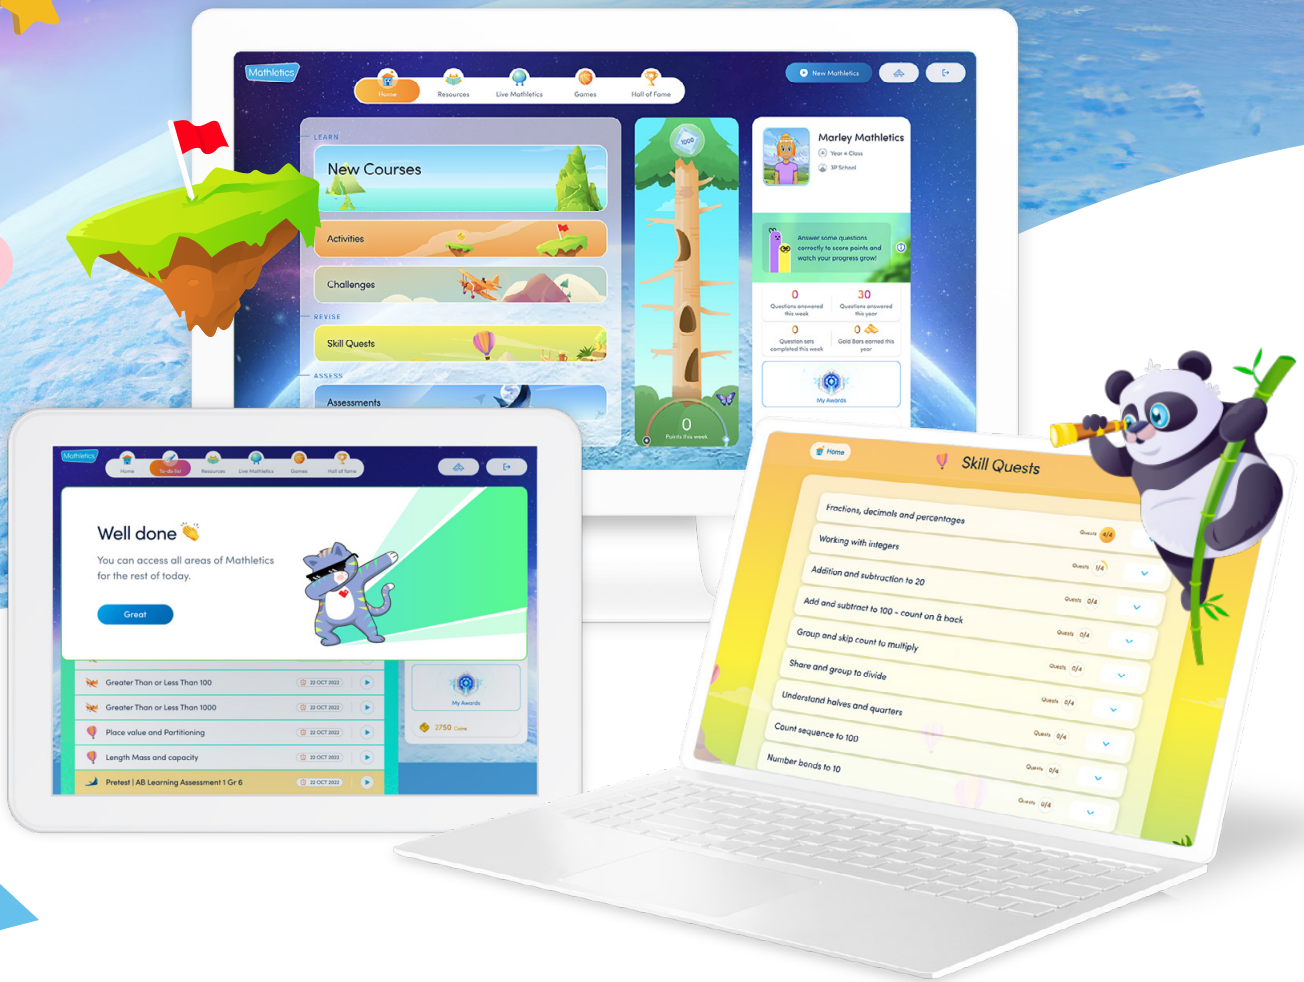 Mathletics
New Mathletics
Home
Resources
Live Mathletics
Games
Hall of Fame
LEARN
New Courses
Activities
Challenges
REVISE
Skill Quests
ASSESS
Assessments
1000
0
Points this week
Marley Mathletics
Year = Class
3P School
Answer some questions
correctly to score points and
watch your progress grow!
0
Questions answered
this week
30
Questions answered
this year
0
Question sets
completed this week
0
Gold Bars earned this
year
My Awards
Mathletics
Home
To-do list
Resources
Live Mathletics
Games
Hall of fame
Well done
You can access all areas of Mathletics
for the rest of today.
Great
Greater Than or Less Than 100
22 OCT 2022
Greater Than or Less Than 1000
22 OCT 2022
Place value and Partitioning
22 OCT 2022
Length Mass and capacity
22 OCT 2022
Pretest | AB Learning Assessment 1 Gr 6
22 OCT 2022
My Awards
2750 Coins
Home
Skill Quests
Fractions, decimals and percentages
Quests 4/4
Working with integers
Quests 1/4
Addition and subtraction to 20
Quests 0/4
Add and subtract to 100 - count on & back
Quests 0/4
Group and skip count to multiply
Quests 0/4
Share and group to divide
Quests 0/4
Understand halves and quarters
Quests 0/4
Count sequence to 100
Quests 0/4
Number bonds to 10
Quests 0/4